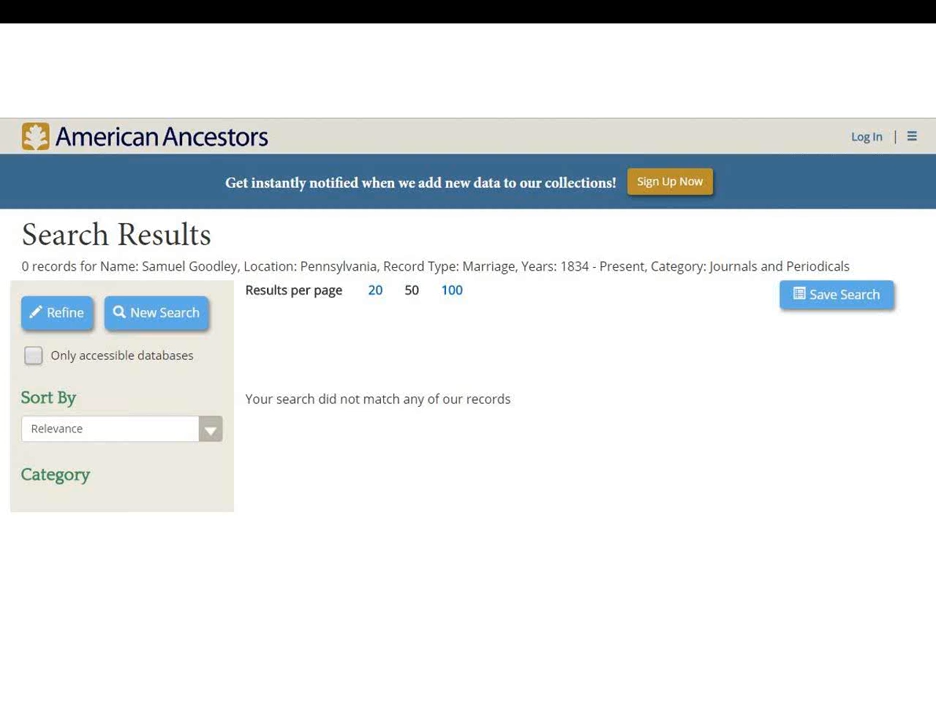 American Ancestors
Log In
Get instantly notified when we add new data to our collections! Sign Up Now
Search Results
0 records for Name: Samuel Goodley, Location: Pennsylvania, Record Type: Marriage, Years: 1834 - Present, Category: Journals and Periodicals
Refine
New Search
Only accessible databases
Sort By
Relevance
Category
Results per page 20 50 100
Save Search
Your search did not match any of our records